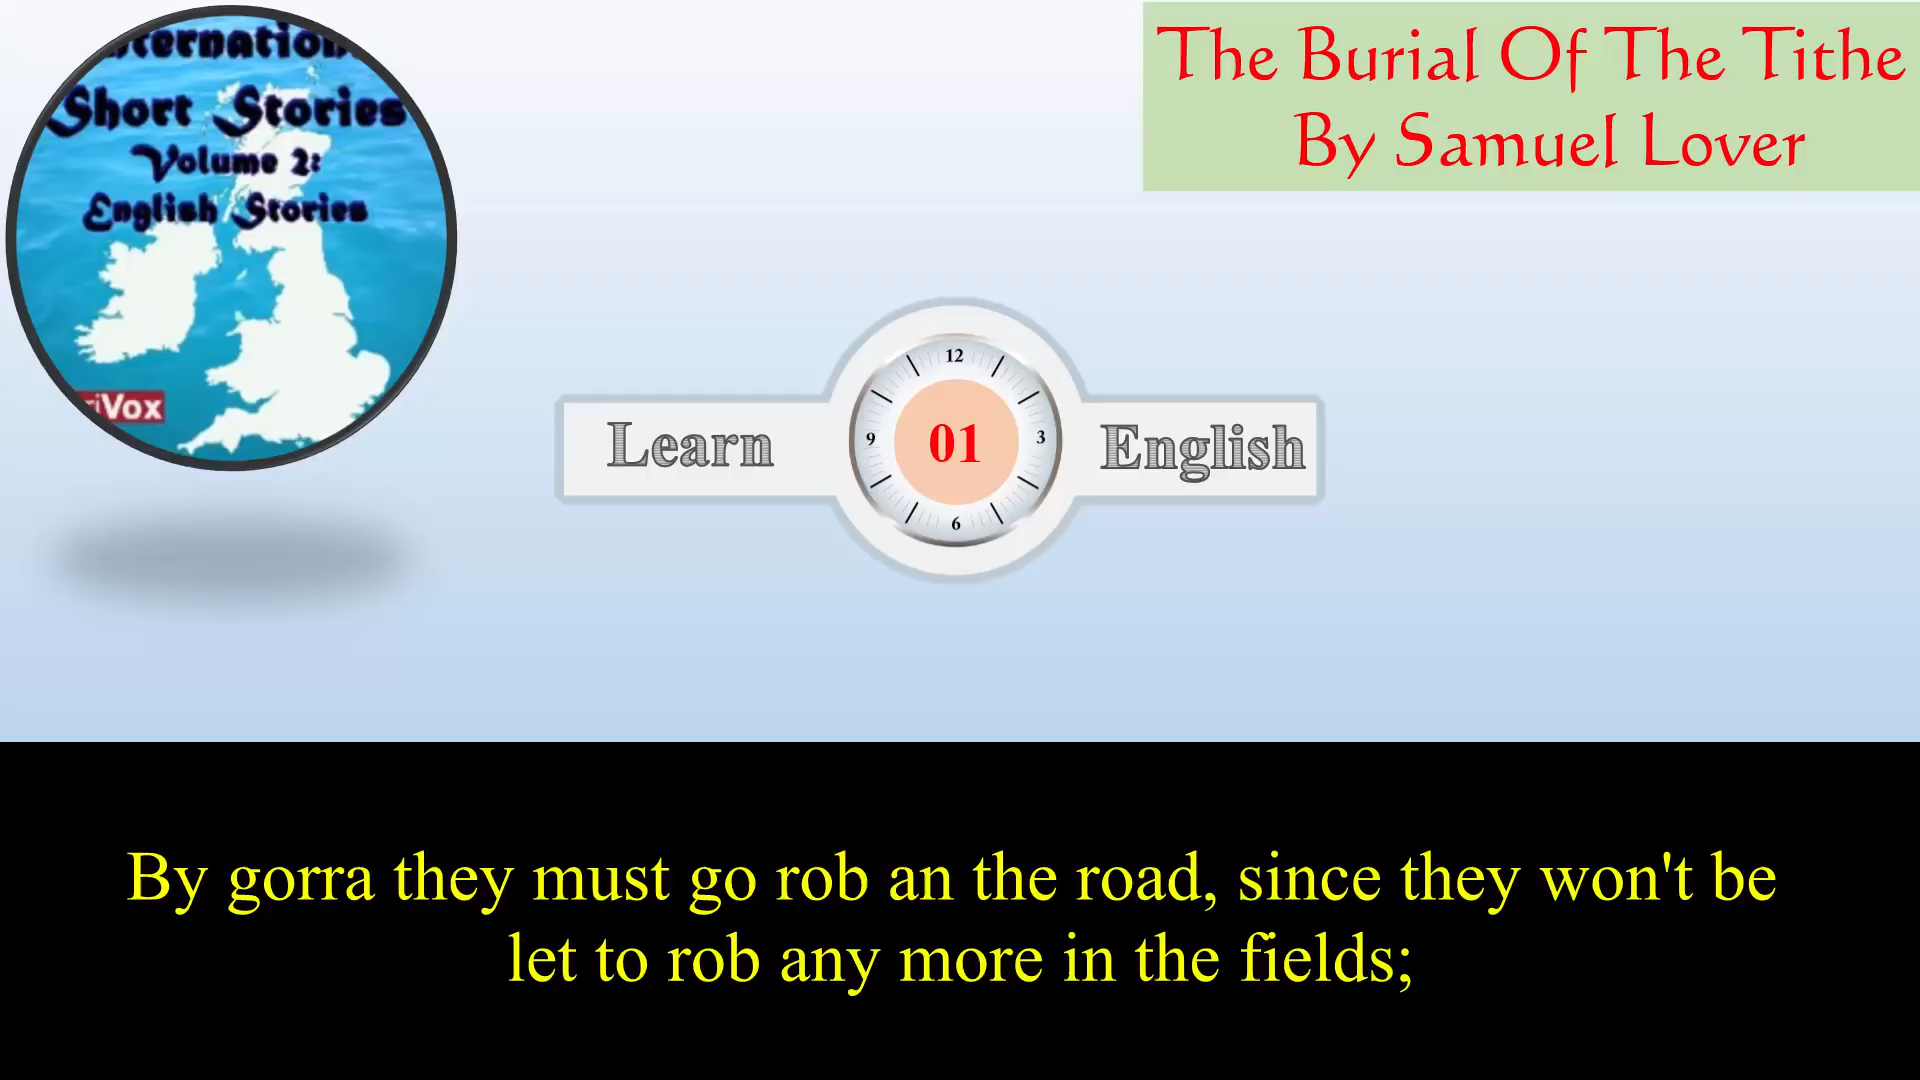 Short Stories
Volume 2:
English Stories
Vox
The Burial Of The Tithe
By Samuel Lover
Learn
12
9
01
3
6
English
By gorra they must go rob an the road, since they won't be
let to rob any more in the fields;